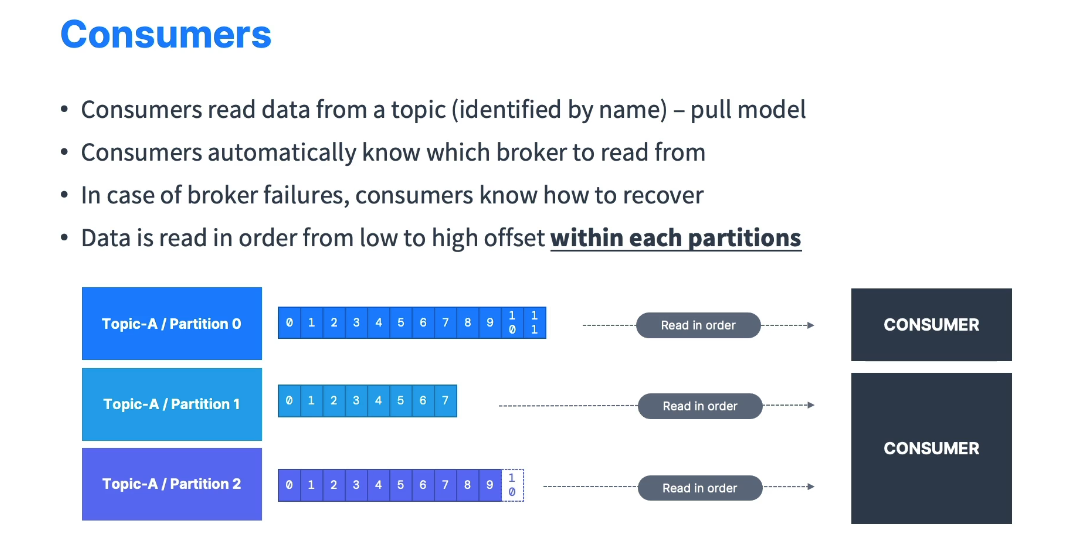 Consumers
• Consumers read data from a topic (identified by name) – pull model
• Consumers automatically know which broker to read from
• In case of broker failures, consumers know how to recover
• Data is read in order from low to high offset within each partitions
Topic-A / Partition 0
0 1 2 3 4 5 6 7 8 9 10 11
Read in order
CONSUMER
Topic-A / Partition 1
0 1 2 3 4 5 6 7
Read in order
CONSUMER
Topic-A / Partition 2
0 1 2 3 4 5 6 7 8 9 10
Read in order